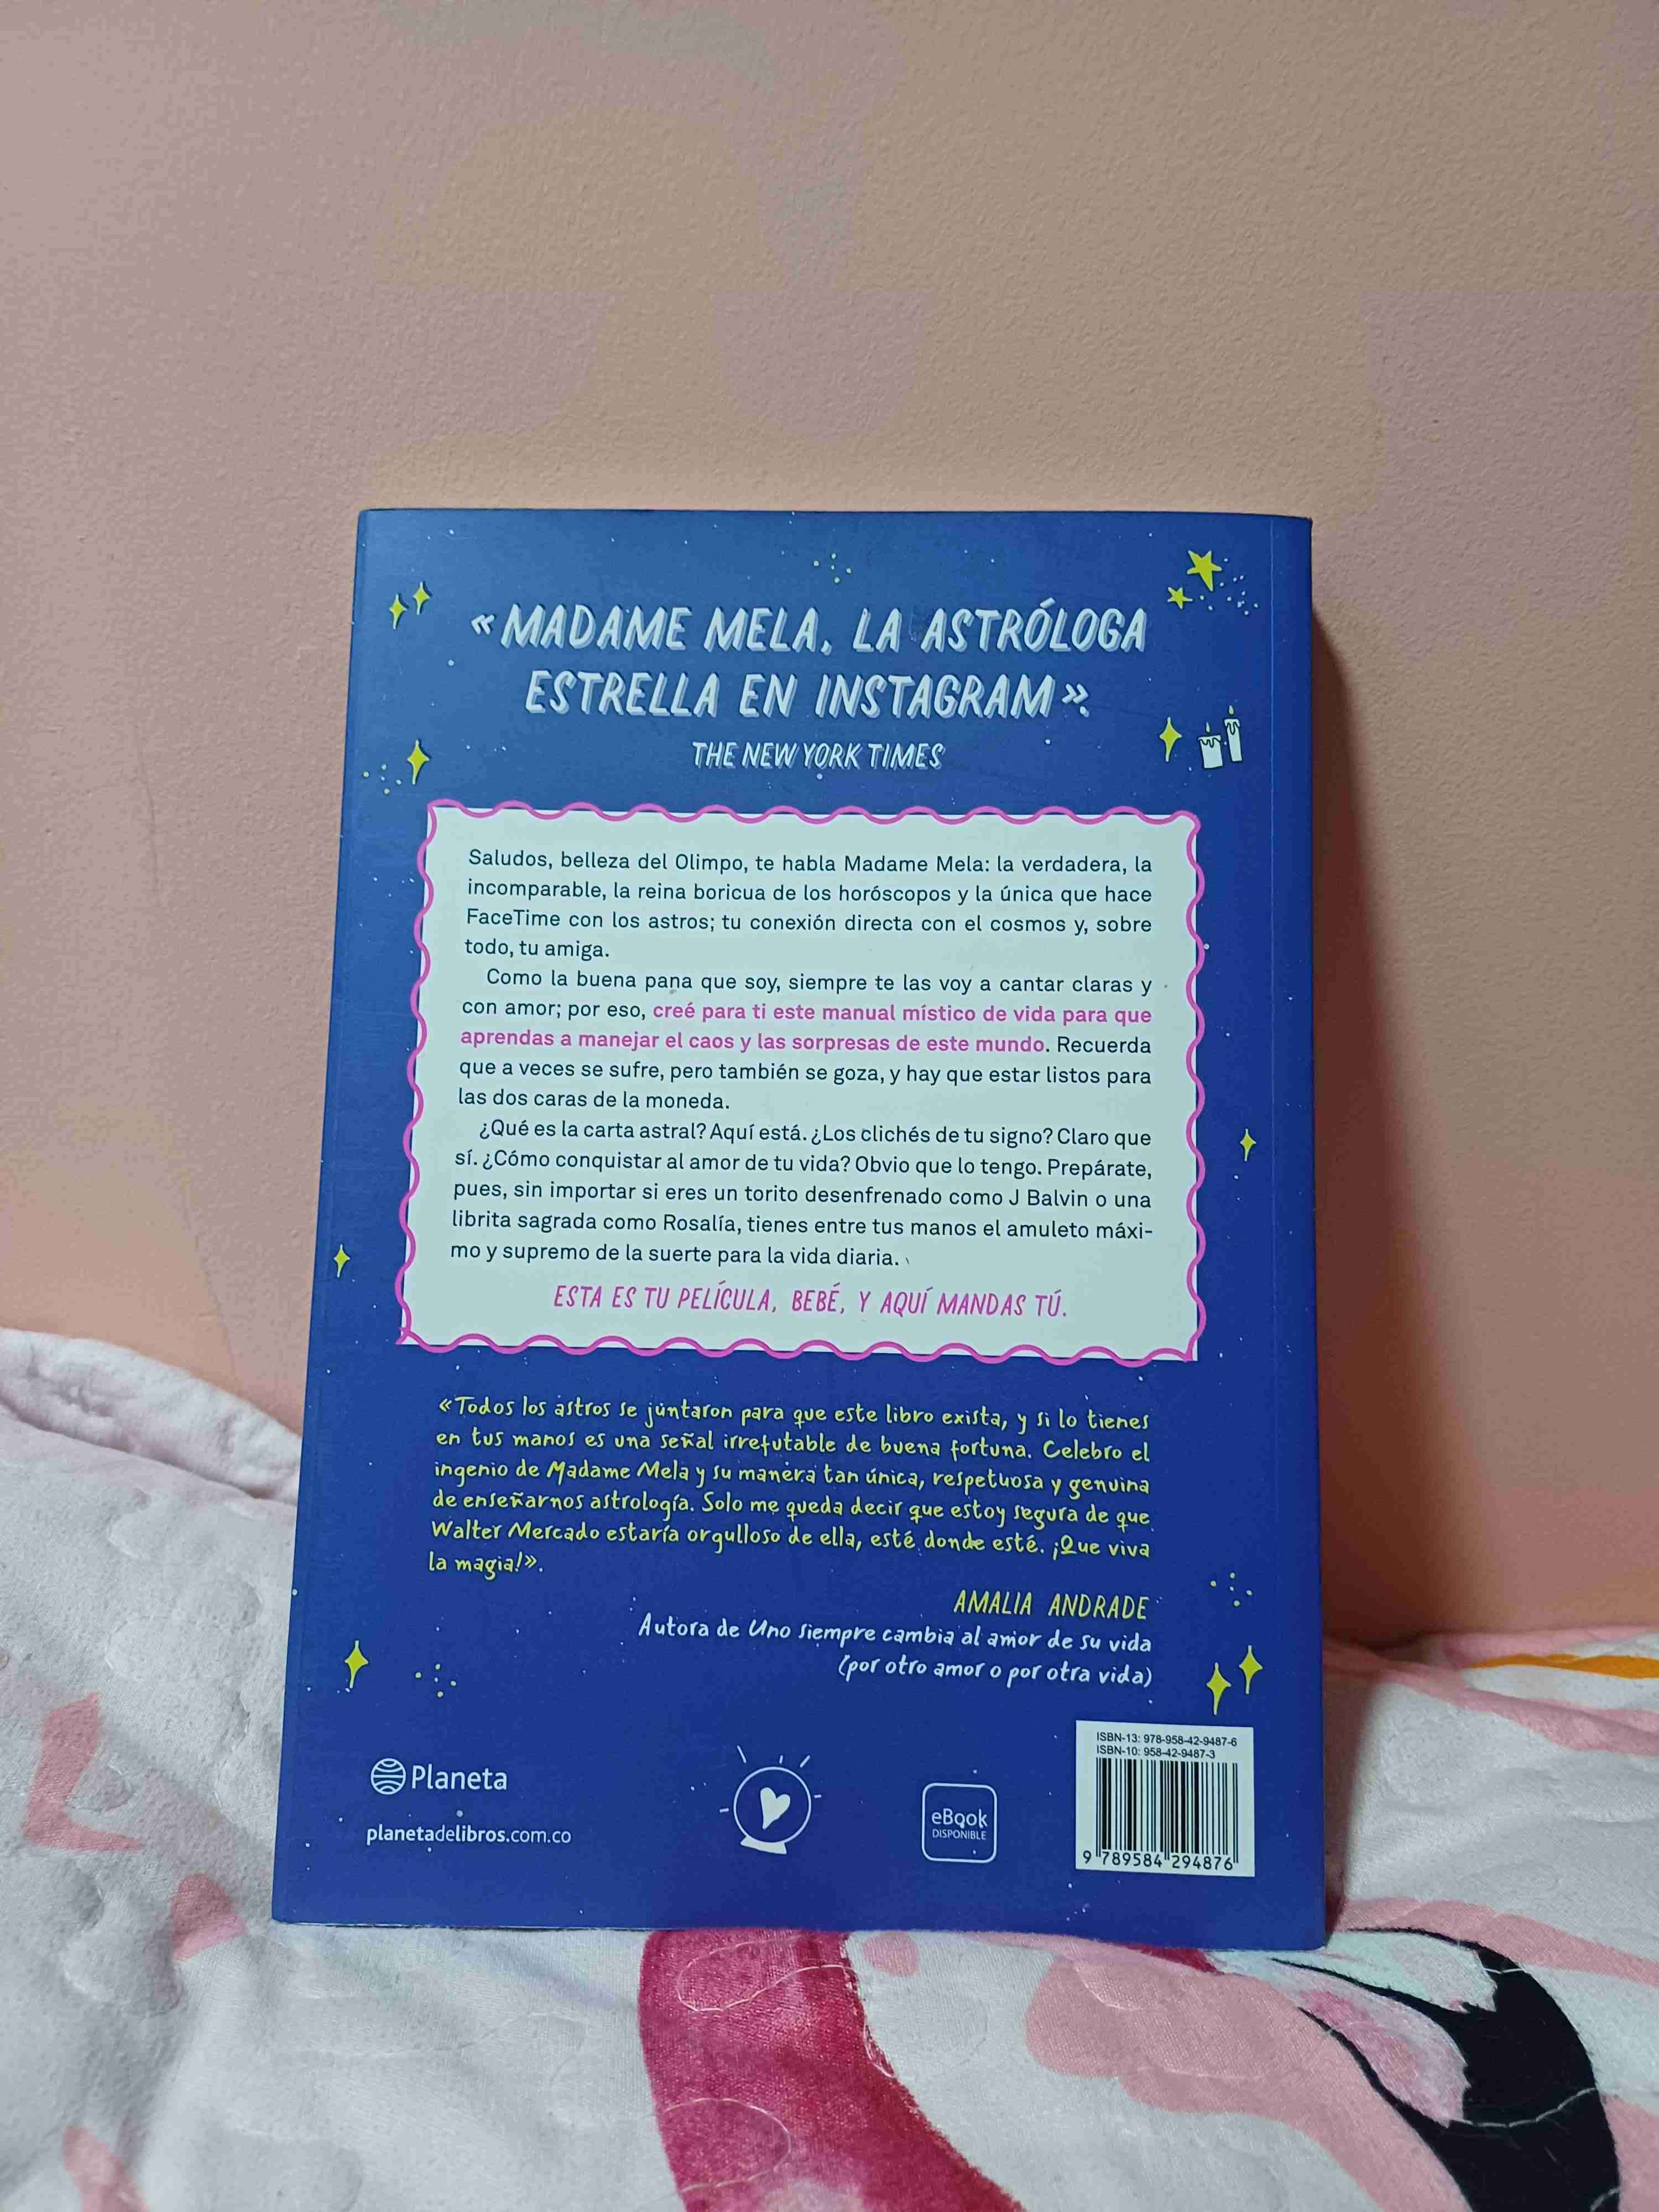 «MADAME MELA, LA ASTRÓLOGA
ESTRELLA EN INSTAGRAM».
THE NEW YORK TIMES
Saludos, belleza del Olimpo, te habla Madame Mela: la verdadera, la
incomparable, la reina boricua de los horóscopos y la única que hace
FaceTime con los astros; tu conexión directa con el cosmos y, sobre
todo, tu amiga.
Como la buena pana que soy, siempre te las voy a cantar claras y
con amor; por eso, creé para ti este manual místico de vida para que
aprendas a manejar el caos y las sorpresas de este mundo. Recuerda
que a veces se sufre, pero también se goza, y hay que estar listos para
las dos caras de la moneda.
¿Qué es la carta astral? Aquí está. ¿Los clichés de tu signo? Claro que
sí. ¿Cómo conquistar al amor de tu vida? Obvio que lo tengo. Prepárate,
pues, sin importar si eres un torito desenfrenado como J Balvin o una
librita sagrada como Rosalía, tienes entre tus manos el amuleto máxi-
mo y supremo de la suerte para la vida diaria.
ESTA ES TU PELÍCULA, BEBÉ, Y AQUÍ MANDAS TÚ.
«Todos los astros se juntaron para que este libro exista, y si lo tienes
en tus manos es una señal irrefutable de buena fortuna. Celebro el
ingenio de Madame Mela y su manera tan única, respetuosa y genuina
de enseñarnos astrología. Solo me queda decir que estoy segura de que
Walter Mercado estaría orgulloso de ella, esté donde esté. ¡Que viva
la magia!».
AMALIA ANDRADE
Autora de Uno siempre cambia al amor de su vida
(por otro amor o por otra vida)
Planeta
planetadelibros.com.co
eBook
DISPONIBLE
ISBN-13: 978-958-42-9487-6
ISBN-10: 958-42-9487-3
9 789584 294876